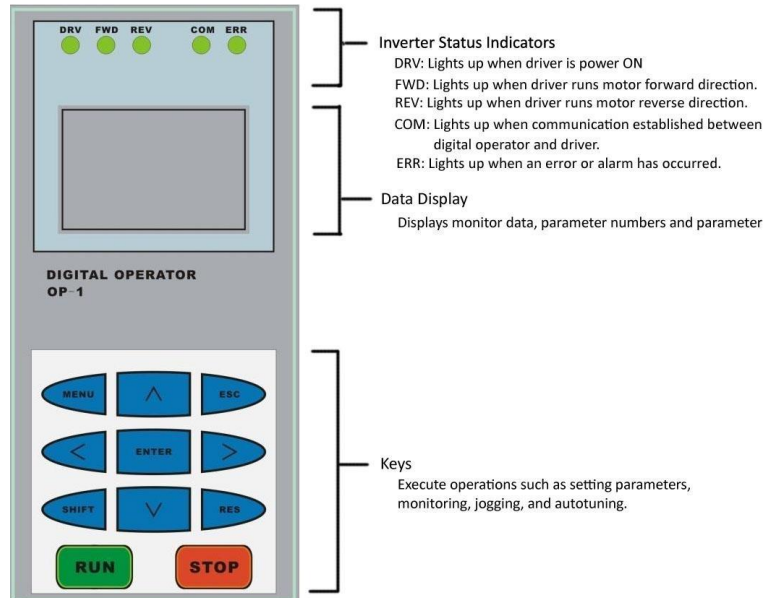 DRV FWD REV COM ERR
DIGITAL OPERATOR
OP-1
MENU ∧ ESC
< ENTER >
SHIFT ∨ RES
RUN STOP
Inverter Status Indicators
DRV: Lights up when driver is power ON
FWD: Lights up when driver runs motor forward direction.
REV: Lights up when driver runs motor reverse direction.
COM: Lights up when communication established between
digital operator and driver.
ERR: Lights up when an error or alarm has occurred.
Data Display
Displays monitor data, parameter numbers and parameter
Keys
Execute operations such as setting parameters,
monitoring, jogging, and autotuning.